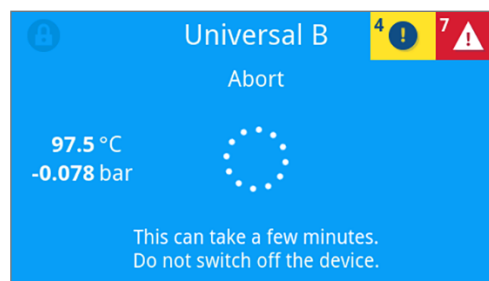 Universal B
4
7
Abort
97.5 °C
-0.078 bar
This can take a few minutes.
Do not switch off the device.